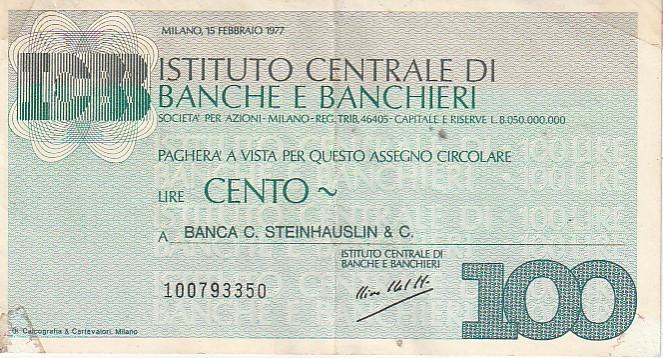 MILANO, 15 FEBBRAIO 1977
ICB
ISTITUTO CENTRALE DI
BANCHE E BANCHIERI
SOCIETA' PER AZIONI - MILANO - REG. TRIB. 46405 - CAPITALE E RISERVE L. 8.050.000.000
PAGHERA' A VISTA PER QUESTO ASSEGNO CIRCOLARE
LIRE CENTO ~
A BANCA C. STEINHAUSLIN & C.
ISTITUTO CENTRALE DI
BANCHE E BANCHIERI
100793350
100
Calcografia & Cartevalori, Milano